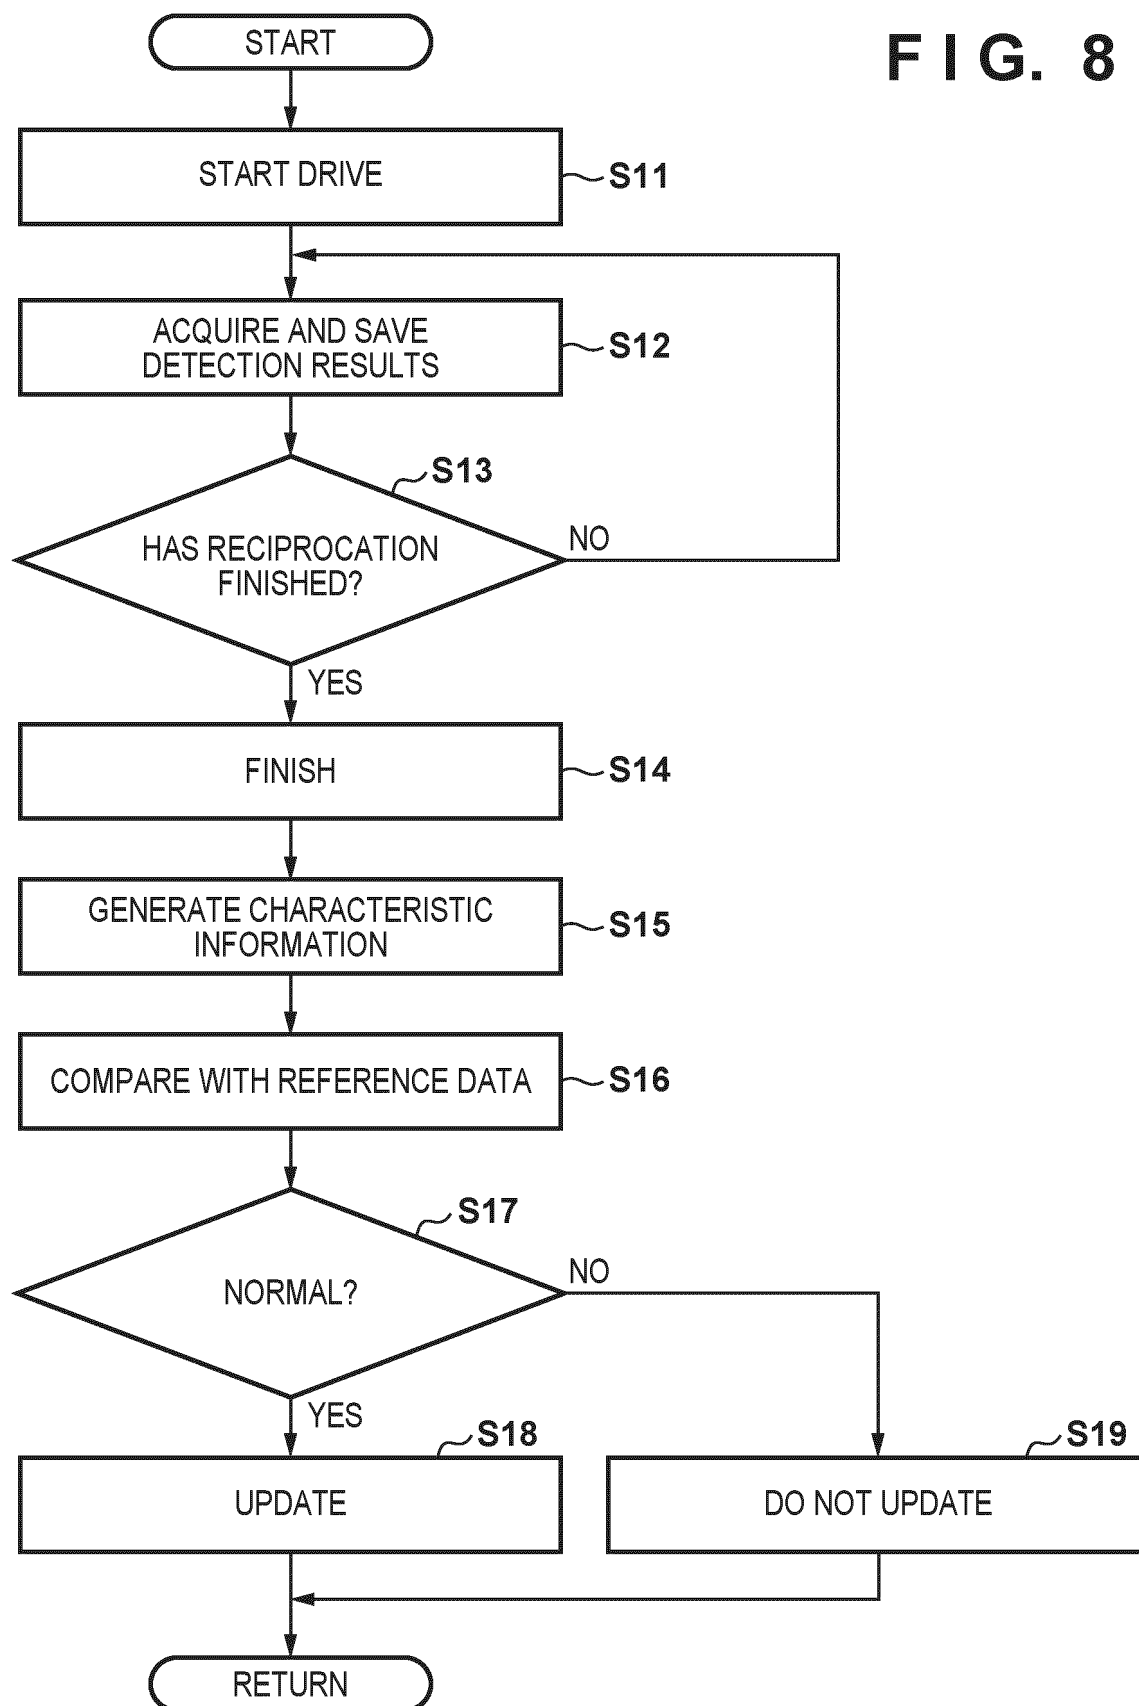 START
F I G. 8
START DRIVE
S11
ACQUIRE AND SAVE
DETECTION RESULTS
S12
S13
HAS RECIPROCATION
FINISHED?
NO
YES
FINISH
S14
GENERATE CHARACTERISTIC
INFORMATION
S15
COMPARE WITH REFERENCE DATA
S16
S17
NORMAL?
NO
YES
S18
UPDATE
S19
DO NOT UPDATE
RETURN